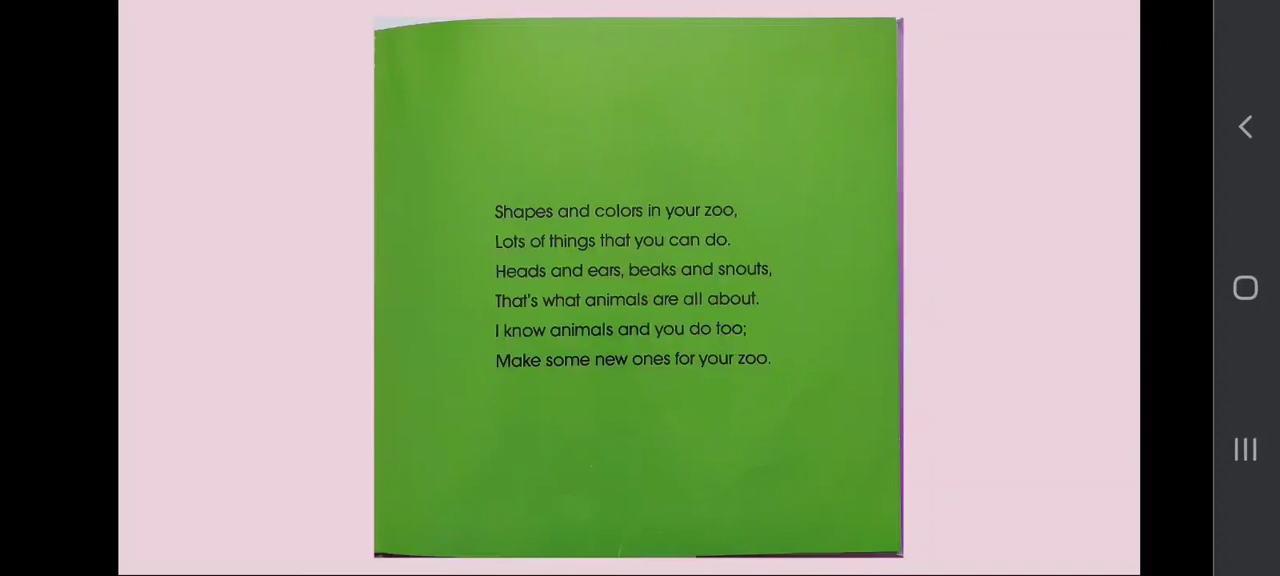 Shapes and colors in your zoo,
Lots of things that you can do.
Heads and ears, beaks and snouts,
That's what animals are all about.
I know animals and you do too;
Make some new ones for your zoo.